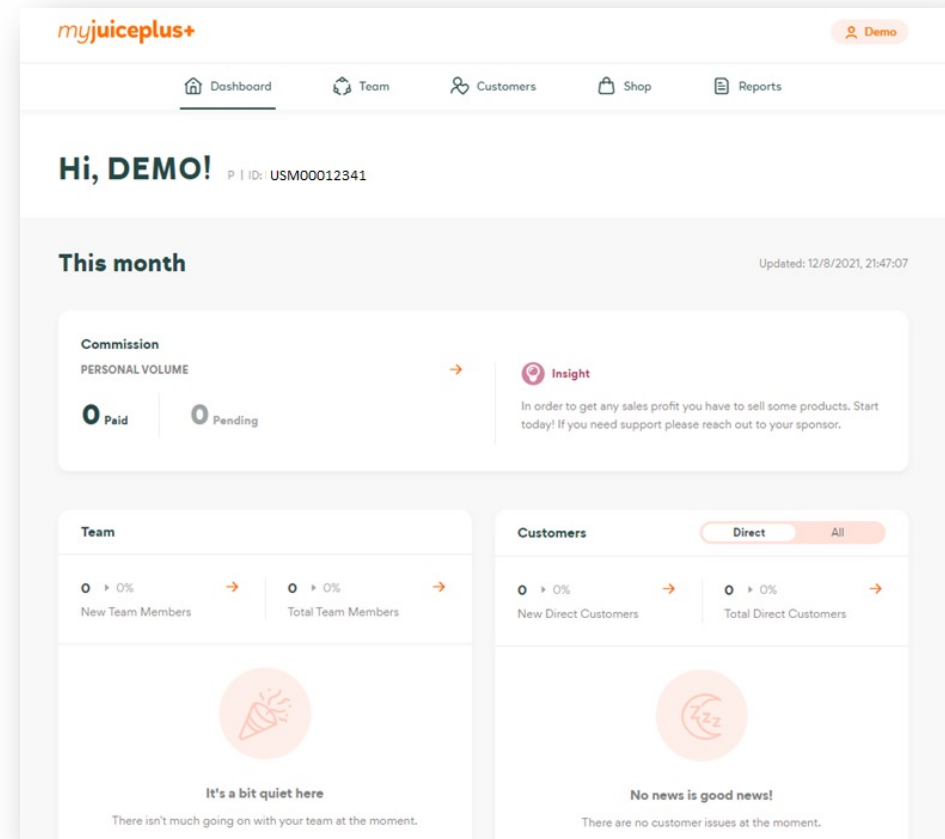 myjuiceplus+
Demo
Dashboard Team Customers Shop Reports
Hi, DEMO! P | ID: USM00012341
This month
Updated: 12/8/2021, 21:47:07
Commission
PERSONAL VOLUME
0 Paid
0 Pending
Insight
In order to get any sales profit you have to sell some products. Start
today! If you need support please reach out to your sponsor.
Team
0 0%
New Team Members
0 0%
Total Team Members
It's a bit quiet here
There isn't much going on with your team at the moment.
Customers
Direct All
0 0%
New Direct Customers
0 0%
Total Direct Customers
zzz
No news is good news!
There are no customer issues at the moment.